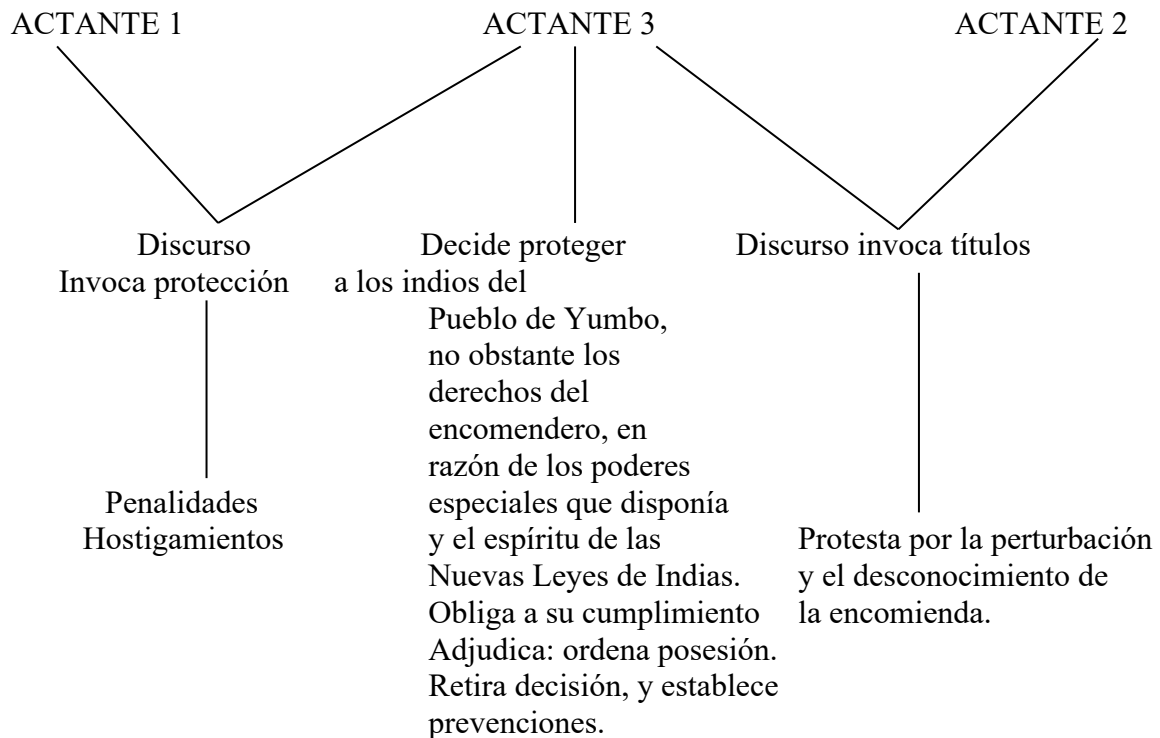 ACTANTE 1
ACTANTE 3
ACTANTE 2
Discurso
Invoca protección
Penalidades
Hostigamientos
Decide proteger
a los indios del
Pueblo de Yumbo,
no obstante los
derechos del
encomendero, en
razón de los poderes
especiales que disponía
y el espíritu de las
Nuevas Leyes de Indias.
Obliga a su cumplimiento
Adjudica: ordena posesión.
Retira decisión, y establece
prevenciones.
Discurso invoca títulos
Protesta por la perturbación
y el desconocimiento de
la encomienda.